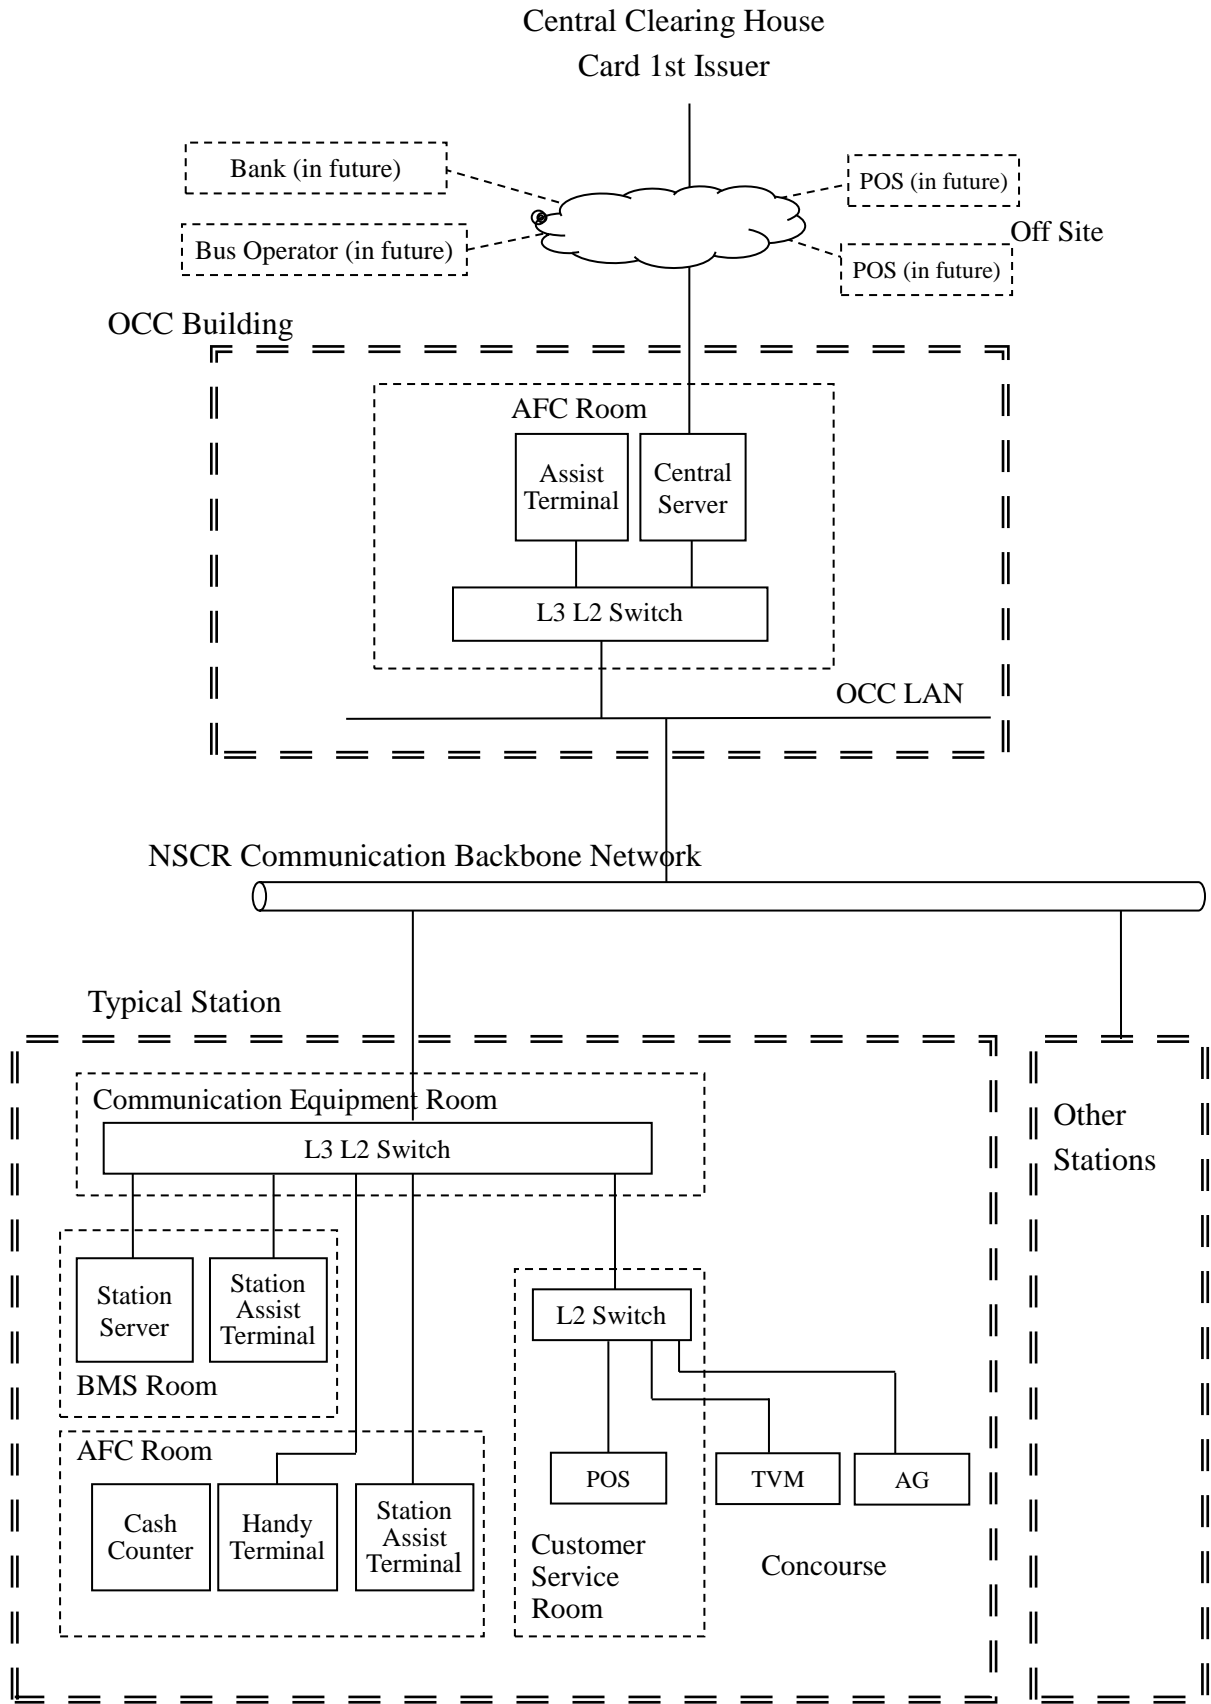 Central Clearing House
Card 1st Issuer
Bank (in future)
POS (in future)
Bus Operator (in future)
Off Site
POS (in future)
OCC Building
AFC Room
Assist
Terminal
Central
Server
L3 L2 Switch
OCC LAN
NSCR Communication Backbone Network
Typical Station
Communication Equipment Room
L3 L2 Switch
Other
Stations
Station
Server
Station
Assist
Terminal
BMS Room
L2 Switch
AFC Room
Cash
Counter
Handy
Terminal
Station
Assist
Terminal
POS
TVM
AG
Customer
Service
Room
Concourse